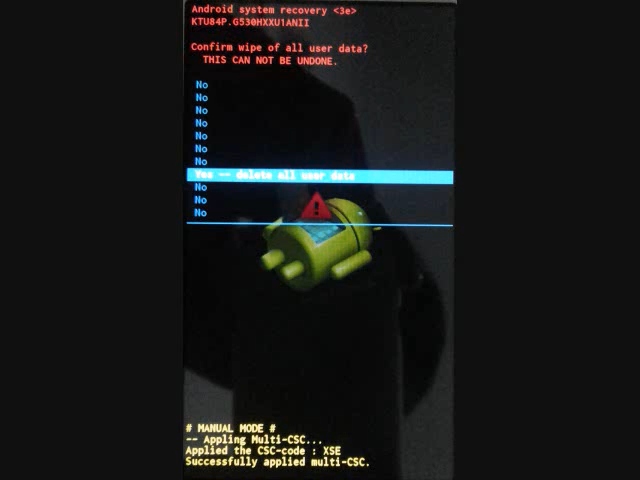 Android system recovery <3e>
KTU84P.G530HXXU1ANII
Confirm wipe of all user data?
THIS CAN NOT BE UNDONE.
No
No
No
No
No
No
No
Yes -- delete all user data
No
No
No
# MANUAL MODE #
-- Appling Multi-CSC...
Applied the CSC-code : XSE
Successfully applied multi-CSC.